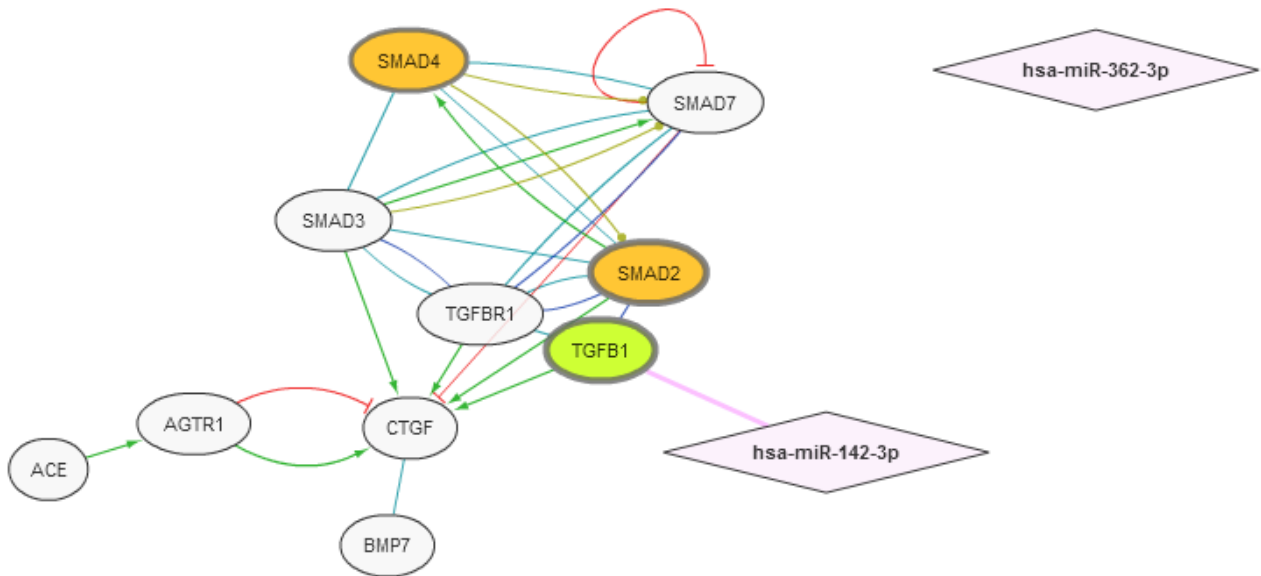 SMAD4
hsa-miR-362-3p
SMAD7
SMAD3
SMAD2
TGFBR1
TGFB1
AGTR1
CTGF
hsa-miR-142-3p
ACE
BMP7